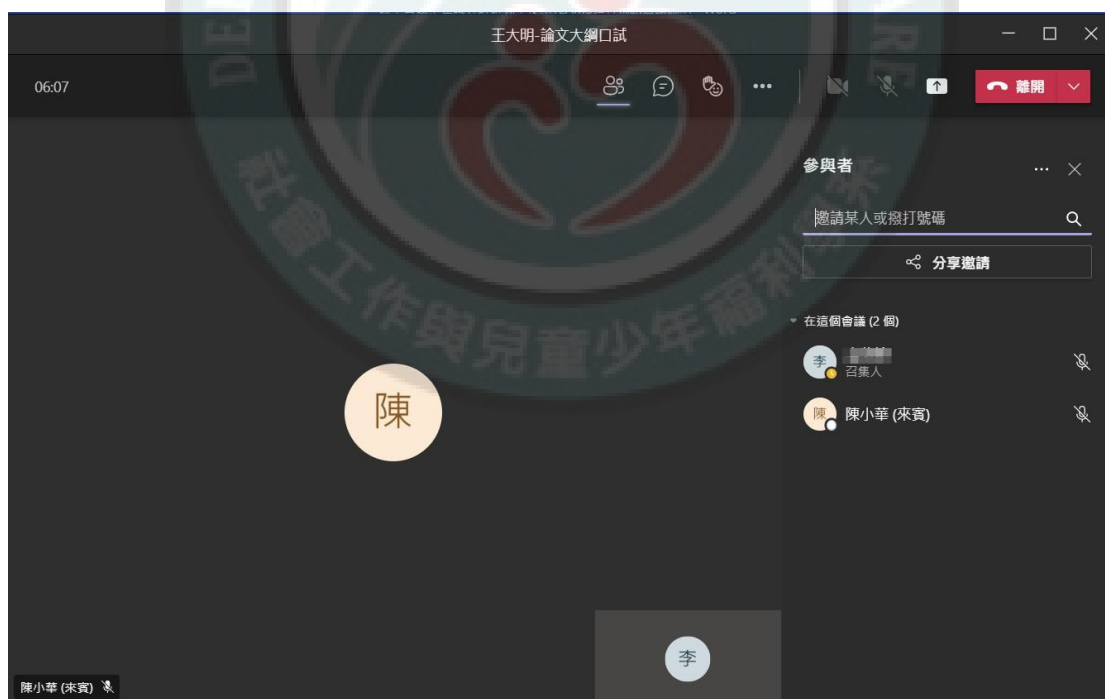 王大明-論文大綱口試
06:07
離開
參與者
邀請某人或撥打號碼
分享邀請
在這個會議 (2 個)
李
召集人
陳 陳小華 (來賓)
陳
李
陳小華 (來賓)
社會工作與兒童少年福利學系